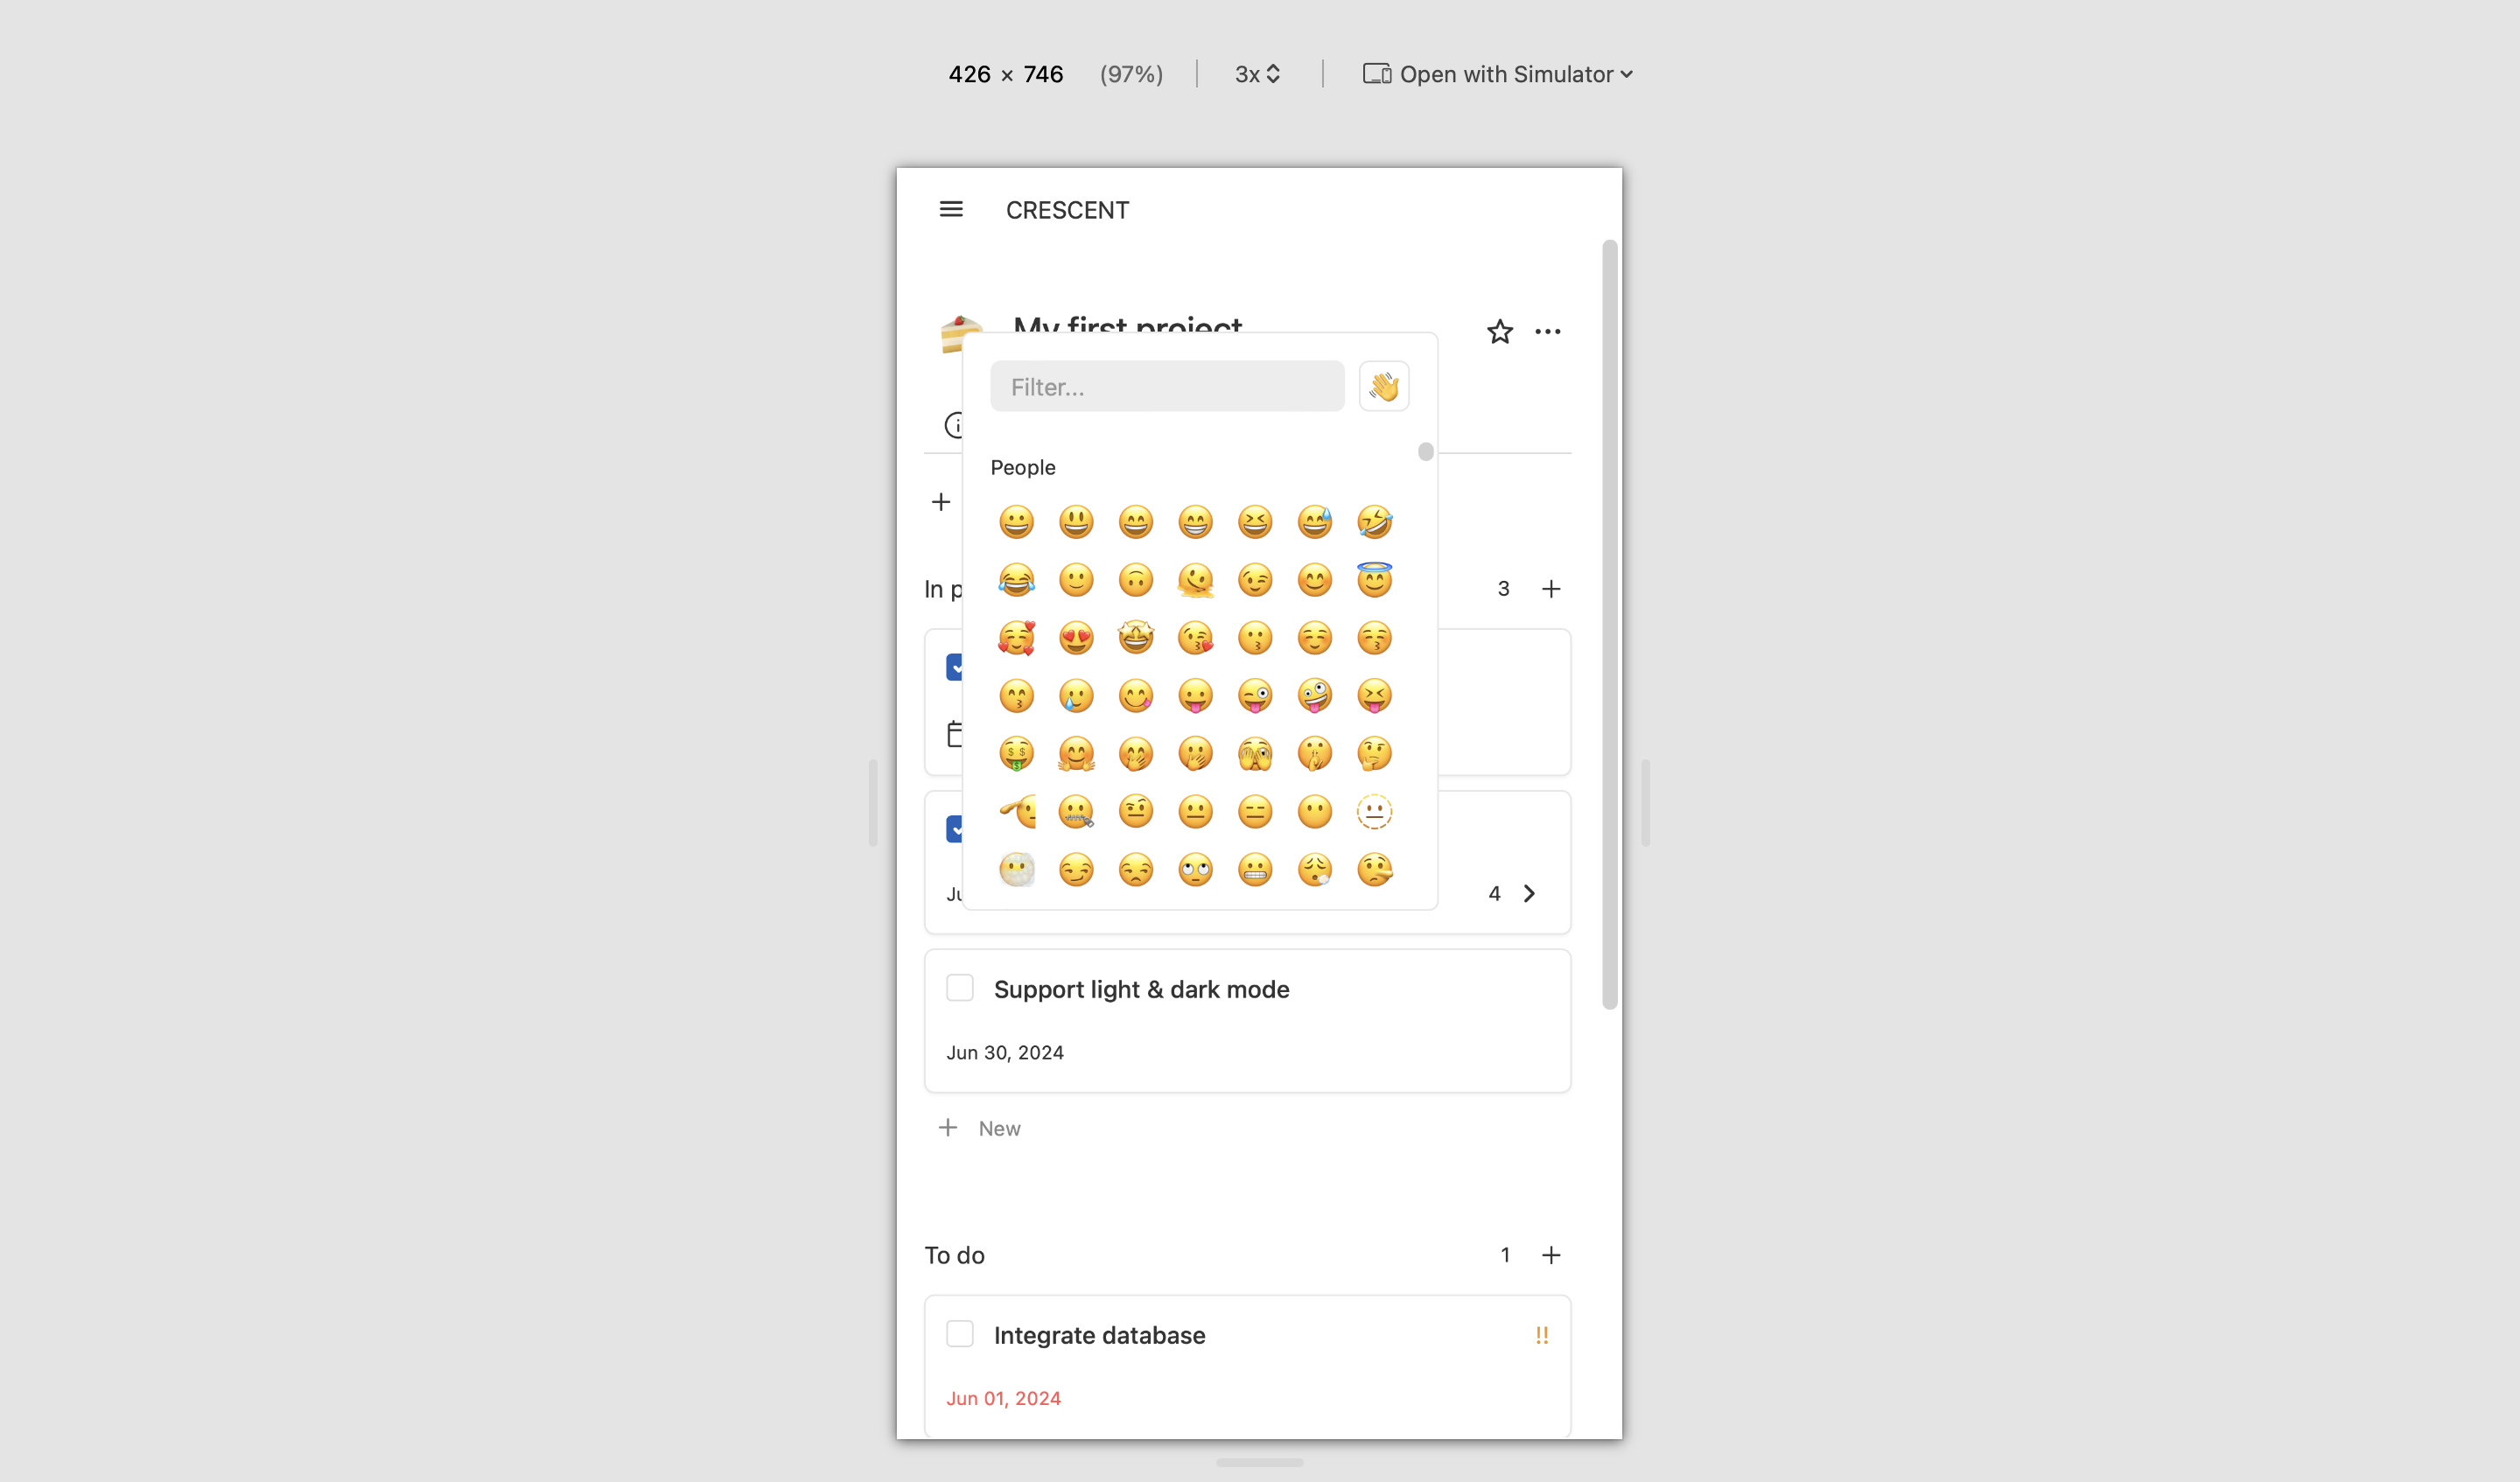 426 × 746 (97%) 3x Open with Simulator
CRESCENT
My first project
Filter...
People
In p
3
Ju
4
Support light & dark mode
Jun 30, 2024
New
To do 1
Integrate database !!
Jun 01, 2024